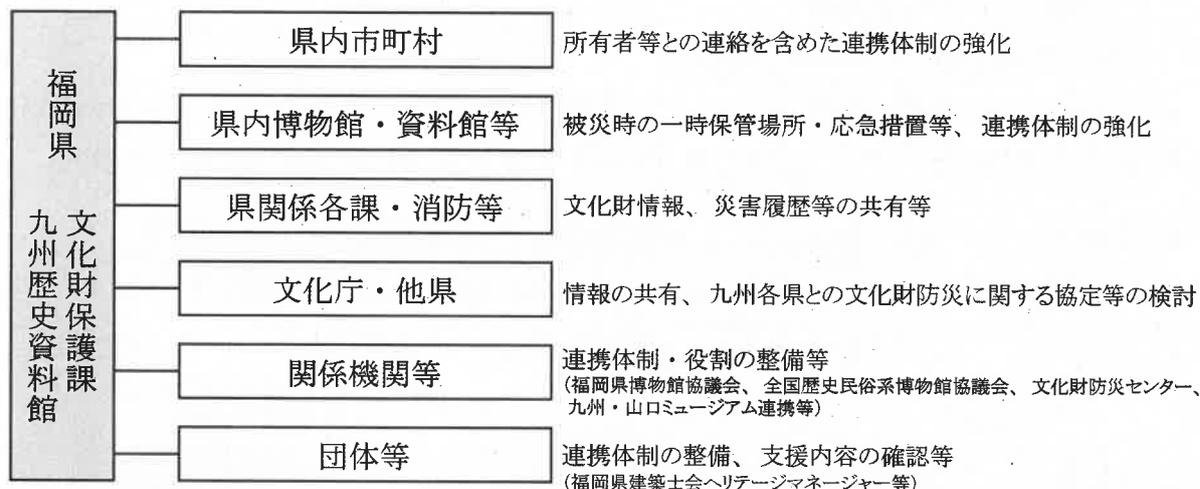 福岡県
文化財保護課
九州歴史資料館
県内市町村
所有者等との連絡を含めた連携体制の強化
県内博物館・資料館等
被災時の一時保管場所・応急措置等、連携体制の強化
県関係各課・消防等
文化財情報、災害履歴等の共有等
文化庁・他県
情報の共有、九州各県との文化財防災に関する協定等の検討
関係機関等
連携体制・役割の整備等
(福岡県博物館協議会、全国歴史民俗系博物館協議会、文化財防災センター、
九州・山口ミュージアム連携等)
団体等
連携体制の整備、支援内容の確認等
(福岡県建築士会ヘリテージマネージャー等)